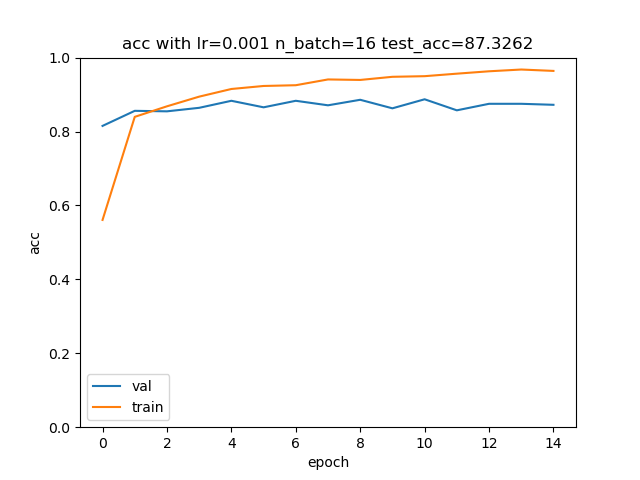 acc with lr=0.001 n_batch=16 test_acc=87.3262
1.0
0.8
0.6
0.4
0.2
0.0
acc
val
train
0 2 4 6 8 10 12 14
epoch